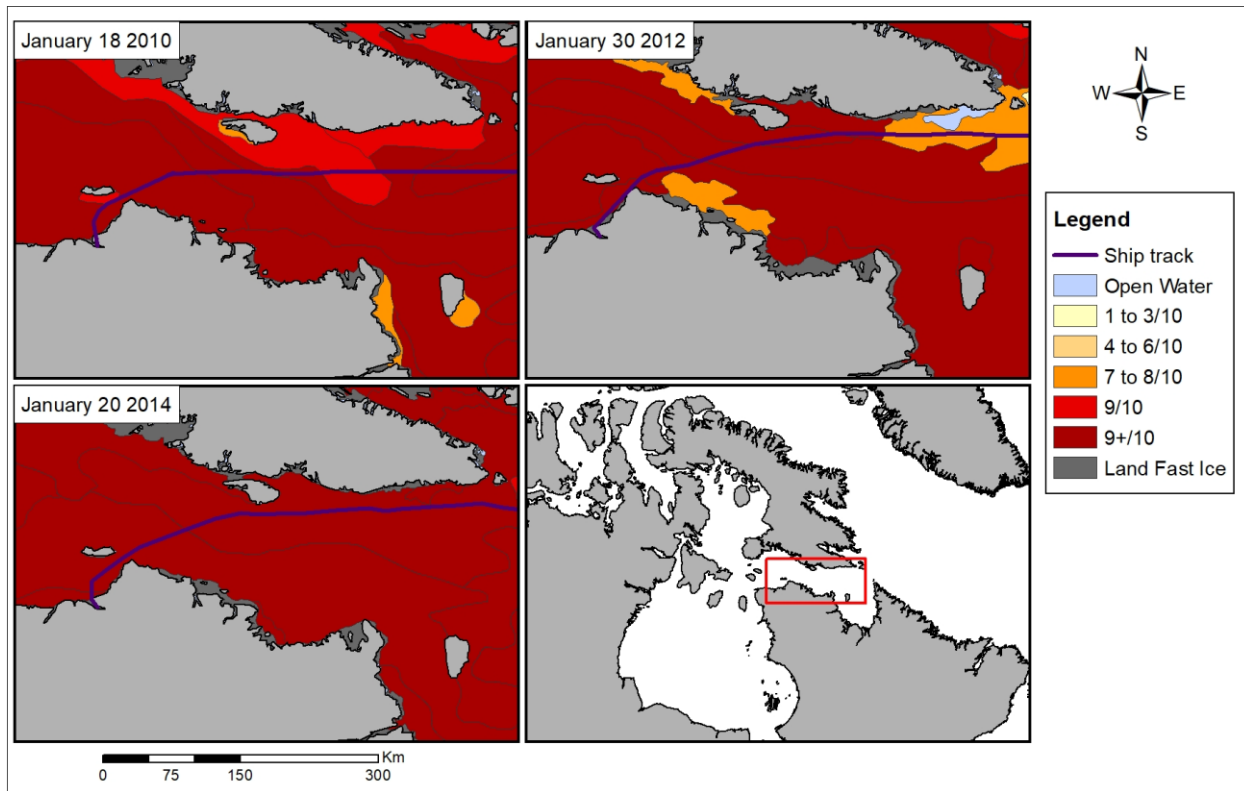 January 18 2010
January 30 2012
N
W E
S
Legend
Ship track
Open Water
1 to 3/10
4 to 6/10
7 to 8/10
9/10
9+/10
Land Fast Ice
January 20 2014
Km
0 75 150 300